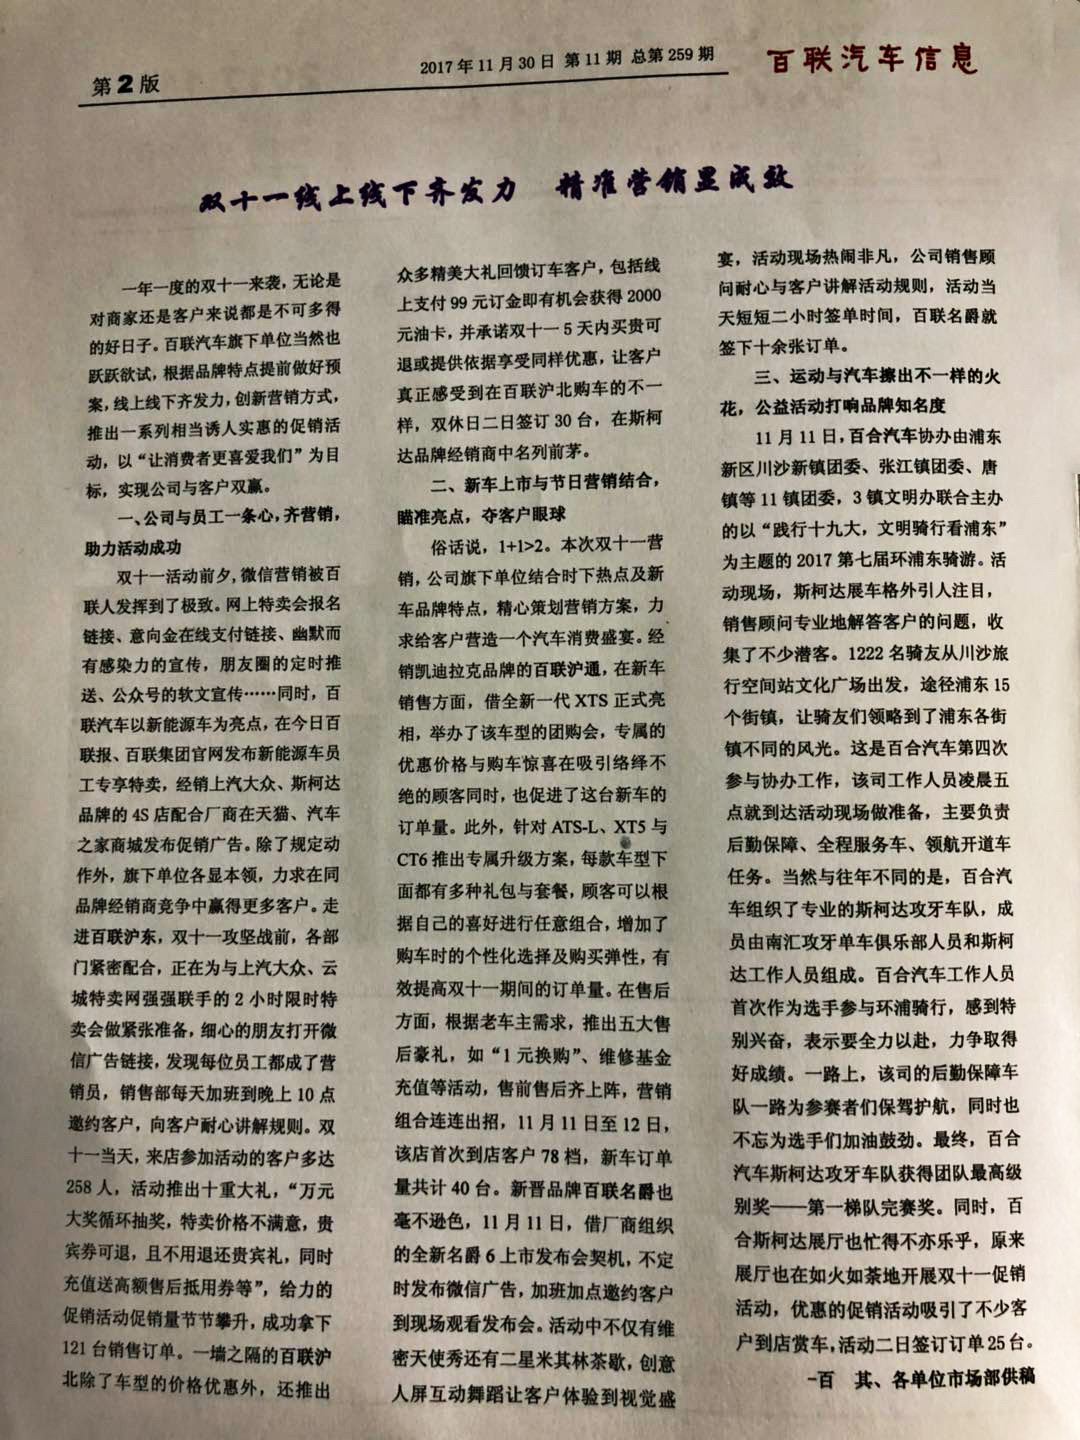 第2版
2017年11月30日 第11期 总第259期
百联汽车信息
双十一线上线下齐发力 精准营销显成效
一年一度的双十一来袭，无论是
对商家还是客户来说都是不可多得
的好日子。百联汽车旗下单位当然也
跃跃欲试，根据品牌特点提前做好预
案，线上线下齐发力，创新营销方式，
推出一系列相当诱人实惠的促销活
动，以“让消费者更喜爱我们”为目
标，实现公司与客户双赢。
一、公司与员工一条心，齐营销，
助力活动成功
双十一活动前夕，微信营销被百
联人发挥到了极致。网上特卖会报名
链接、意向金在线支付链接、幽默而
有感染力的宣传，朋友圈的定时推
送、公众号的软文宣传……同时，百
联汽车以新能源车为亮点，在今日百
联报、百联集团官网发布新能源车员
工专享特卖，经销上汽大众、斯柯达
品牌的4S店配合厂商在天猫、汽车
之家商城发布促销广告。除了规定动
作外，旗下单位各显本领，力求在同
品牌经销商竞争中赢得更多客户。走
进百联沪东，双十一攻坚战前，各部
门紧密配合，正在为与上汽大众、云
城特卖网强强联手的2小时限时特
卖会做紧张准备，细心的朋友打开微
信广告链接，发现每位员工都成了营
销员，销售部每天加班到晚上10点
邀约客户，向客户耐心讲解规则。双
十一当天，来店参加活动的客户多达
258人，活动推出十重大礼，“万元
大奖循环抽奖，特卖价格不满意，贵
宾券可退，且不用退还贵宾礼，同时
充值送高额售后抵用券等”，给力的
促销活动促销量节节攀升，成功拿下
121台销售订单。一墙之隔的百联沪
北除了车型的价格优惠外，还推出
众多精美大礼回馈订车客户，包括线
上支付99元订金即有机会获得2000
元油卡，并承诺双十一5天内买贵可
退或提供依据享受同样优惠，让客户
真正感受到在百联沪北购车的不一
样，双休日二日签订30台，在斯柯
达品牌经销商中名列前茅。
二、新车上市与节日营销结合，
瞄准亮点，夺客户眼球
俗话说，1+1>2。本次双十一营
销，公司旗下单位结合时下热点及新
车品牌特点，精心策划营销方案，力
求给客户营造一个汽车消费盛宴。经
销凯迪拉克品牌的百联沪通，在新车
销售方面，借全新一代XTS正式亮
相，举办了该车型的团购会，专属的
优惠价格与购车惊喜在吸引络绎不
绝的顾客同时，也促进了这台新车的
订单量。此外，针对ATS-L、XT5与
CT6推出专属升级方案，每款车型下
面都有多种礼包与套餐，顾客可以根
据自己的喜好进行任意组合，增加了
购车时的个性化选择及购买弹性，有
效提高双十一期间的订单量。在售后
方面，根据老车主需求，推出五大售
后豪礼，如“1元换购”、维修基金
充值等活动，售前售后齐上阵，营销
组合连连出招，11月11日至12日，
该店首次到店客户78档，新车订单
量共计40台。新晋品牌百联名爵也
毫不逊色，11月11日，借厂商组织
的全新名爵6上市发布会契机，不定
时发布微信广告，加班加点邀约客户
到现场观看发布会。活动中不仅有维
密天使秀还有二星米其林茶歇，创意
人屏互动舞蹈让客户体验到视觉盛
宴，活动现场热闹非凡，公司销售顾
问耐心与客户讲解活动规则，活动当
天短短二小时签单时间，百联名爵就
签下十余张订单。
三、运动与汽车擦出不一样的火
花，公益活动打响品牌知名度
11月11日，百合汽车协办由浦东
新区川沙新镇团委、张江镇团委、唐
镇等11镇团委，3镇文明办联合主办
的以“践行十九大，文明骑行看浦东”
为主题的2017第七届环浦东骑游。活
动现场，斯柯达展车格外引人注目，
销售顾问专业地解答客户的问题，收
集了不少潜客。1222名骑友从川沙旅
行空间站文化广场出发，途径浦东15
个街镇，让骑友们领略到了浦东各街
镇不同的风光。这是百合汽车第四次
参与协办工作，该司工作人员凌晨五
点就到达活动现场做准备，主要负责
后勤保障、全程服务车、领航开道车
任务。当然与往年不同的是，百合汽
车组织了专业的斯柯达攻牙车队，成
员由南汇攻牙单车俱乐部人员和斯柯
达工作人员组成。百合汽车工作人员
首次作为选手参与环浦骑行，感到特
别兴奋，表示要全力以赴，力争取得
好成绩。一路上，该司的后勤保障车
队一路为参赛者们保驾护航，同时也
不忘为选手们加油鼓劲。最终，百合
汽车斯柯达攻牙车队获得团队最高级
别奖——第一梯队完赛奖。同时，百
合斯柯达展厅也忙得不亦乐乎，原来
展厅也在如火如荼地开展双十一促销
活动，优惠的促销活动吸引了不少客
户到店赏车，活动二日签订订单25台。
-百 其、各单位市场部供稿